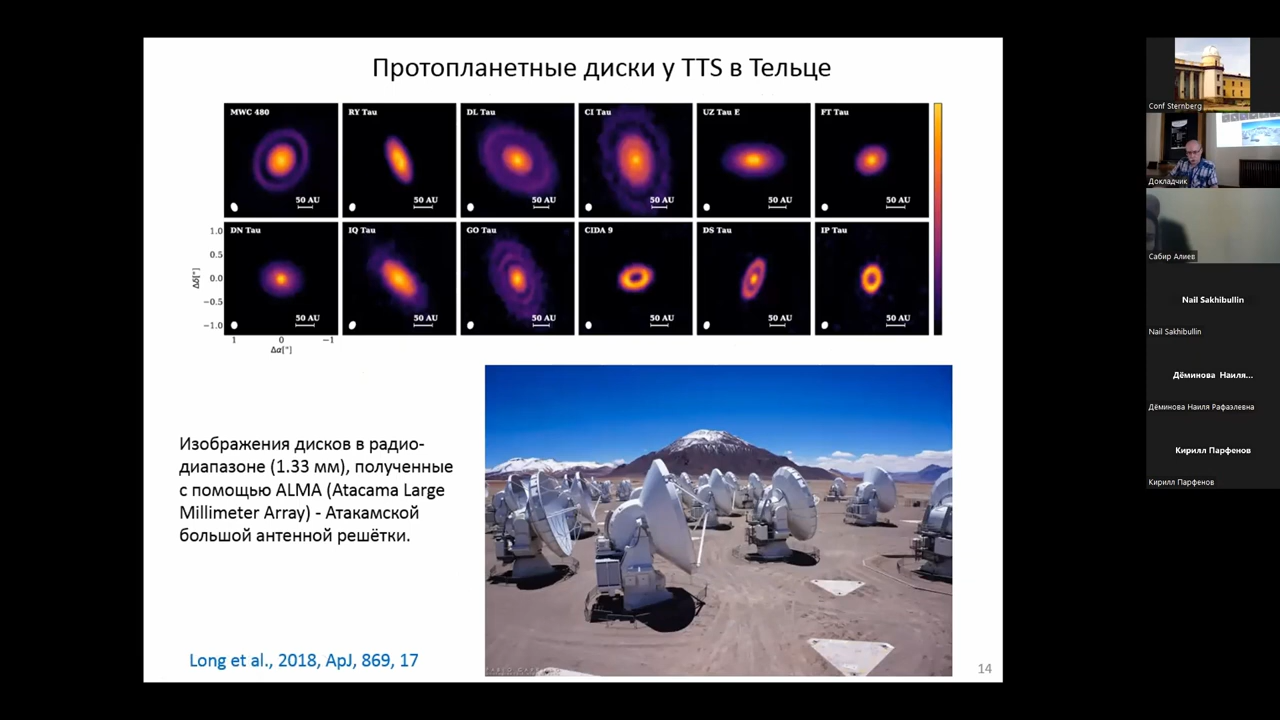 Протопланетные диски у TTS в Тельце
MWC 480
RY Tau
DL Tau
CI Tau
UZ Tau E
FT Tau
50 AU
50 AU
50 AU
50 AU
50 AU
50 AU
DN Tau
IQ Tau
GO Tau
CIDA 9
DS Tau
IP Tau
50 AU
50 AU
50 AU
50 AU
50 AU
50 AU
1.0
0.5
0.0
−0.5
−1.0
Δδ["]
1 0 −1
Δα["]
Изображения дисков в радио-
диапазоне (1.33 мм), полученные
с помощью ALMA (Atacama Large
Millimeter Array) - Атакамской
большой антенной решётки.
Long et al., 2018, ApJ, 869, 17
14
Conf Sternberg
Докладчик
Сабир Алиев
Nail Sakhibullin
Nail Sakhibullin
Дёминова Наиля...
Дёминова Наиля Рафаэлевна
Кирилл Парфенов
Кирилл Парфенов